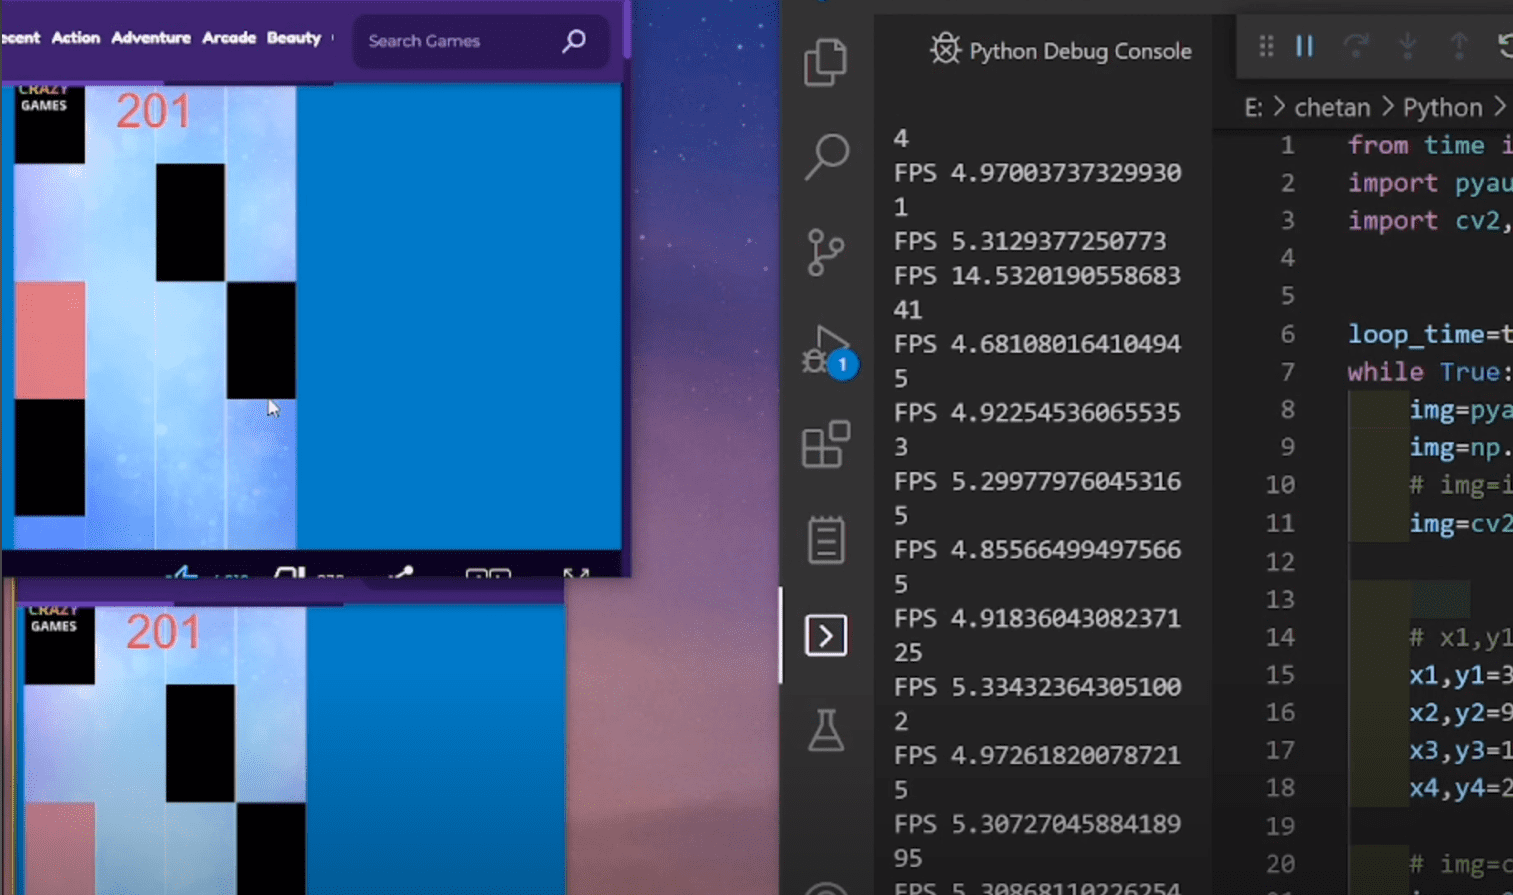 ecent Action Adventure Arcade Beauty
Search Games
CRAZY
GAMES
201
CRAZY
GAMES
201
Python Debug Console
4
FPS 4.97003737329930
1
FPS 5.3129377250773
FPS 14.5320190558683
41
FPS 4.68108016410494
5
FPS 4.92254536065535
3
FPS 5.29977976045316
5
FPS 4.85566499497566
5
FPS 4.91836043082371
25
FPS 5.33432364305100
2
FPS 4.97261820078721
5
FPS 5.30727045884189
95
FPS 5.30868110226254
1
E: > chetan > Python >
1 from time i
2 import pyau
3 import cv2,
4
5
6 loop_time=t
7 while True:
8 img=pya
9 img=np.
10 # img=i
11 img=cv2
12
13
14 # x1,y1
15 x1,y1=3
16 x2,y2=9
17 x3,y3=1
18 x4,y4=2
19
20 # img=c